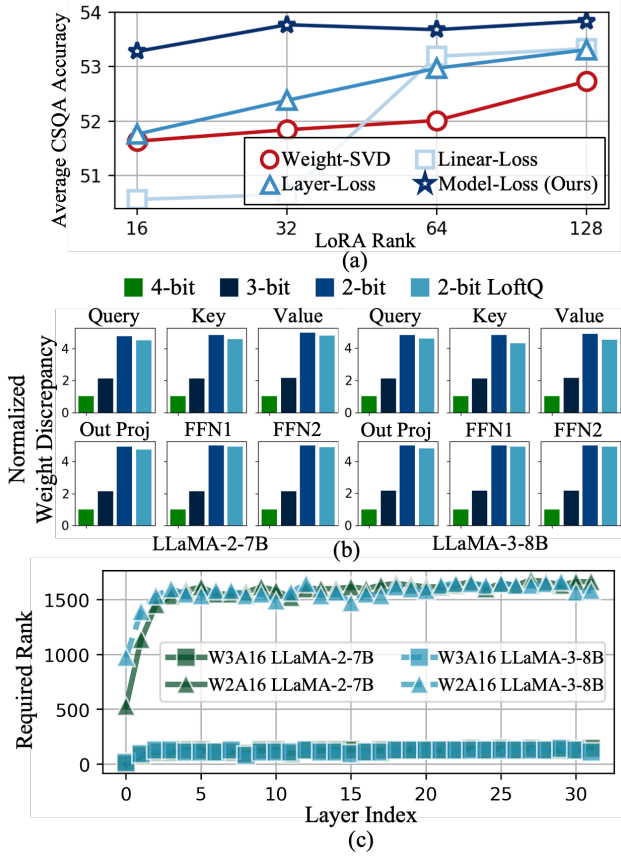 54
53
52
51
Average CSQA Accuracy
Weight-SVD
Linear-Loss
Layer-Loss
Model-Loss (Ours)
16
32
64
128
LoRA Rank
(a)
4-bit
3-bit
2-bit
2-bit LoftQ
Query
Key
Value
Query
Key
Value
4
2
0
Normalized
Weight Discrepancy
Out Proj
FFN1
FFN2
Out Proj
FFN1
FFN2
4
2
0
LLaMA-2-7B
(b)
LLaMA-3-8B
1500
1000
500
0
Required Rank
W3A16 LLaMA-2-7B
W3A16 LLaMA-3-8B
W2A16 LLaMA-2-7B
W2A16 LLaMA-3-8B
0
5
10
15
20
25
30
Layer Index
(c)